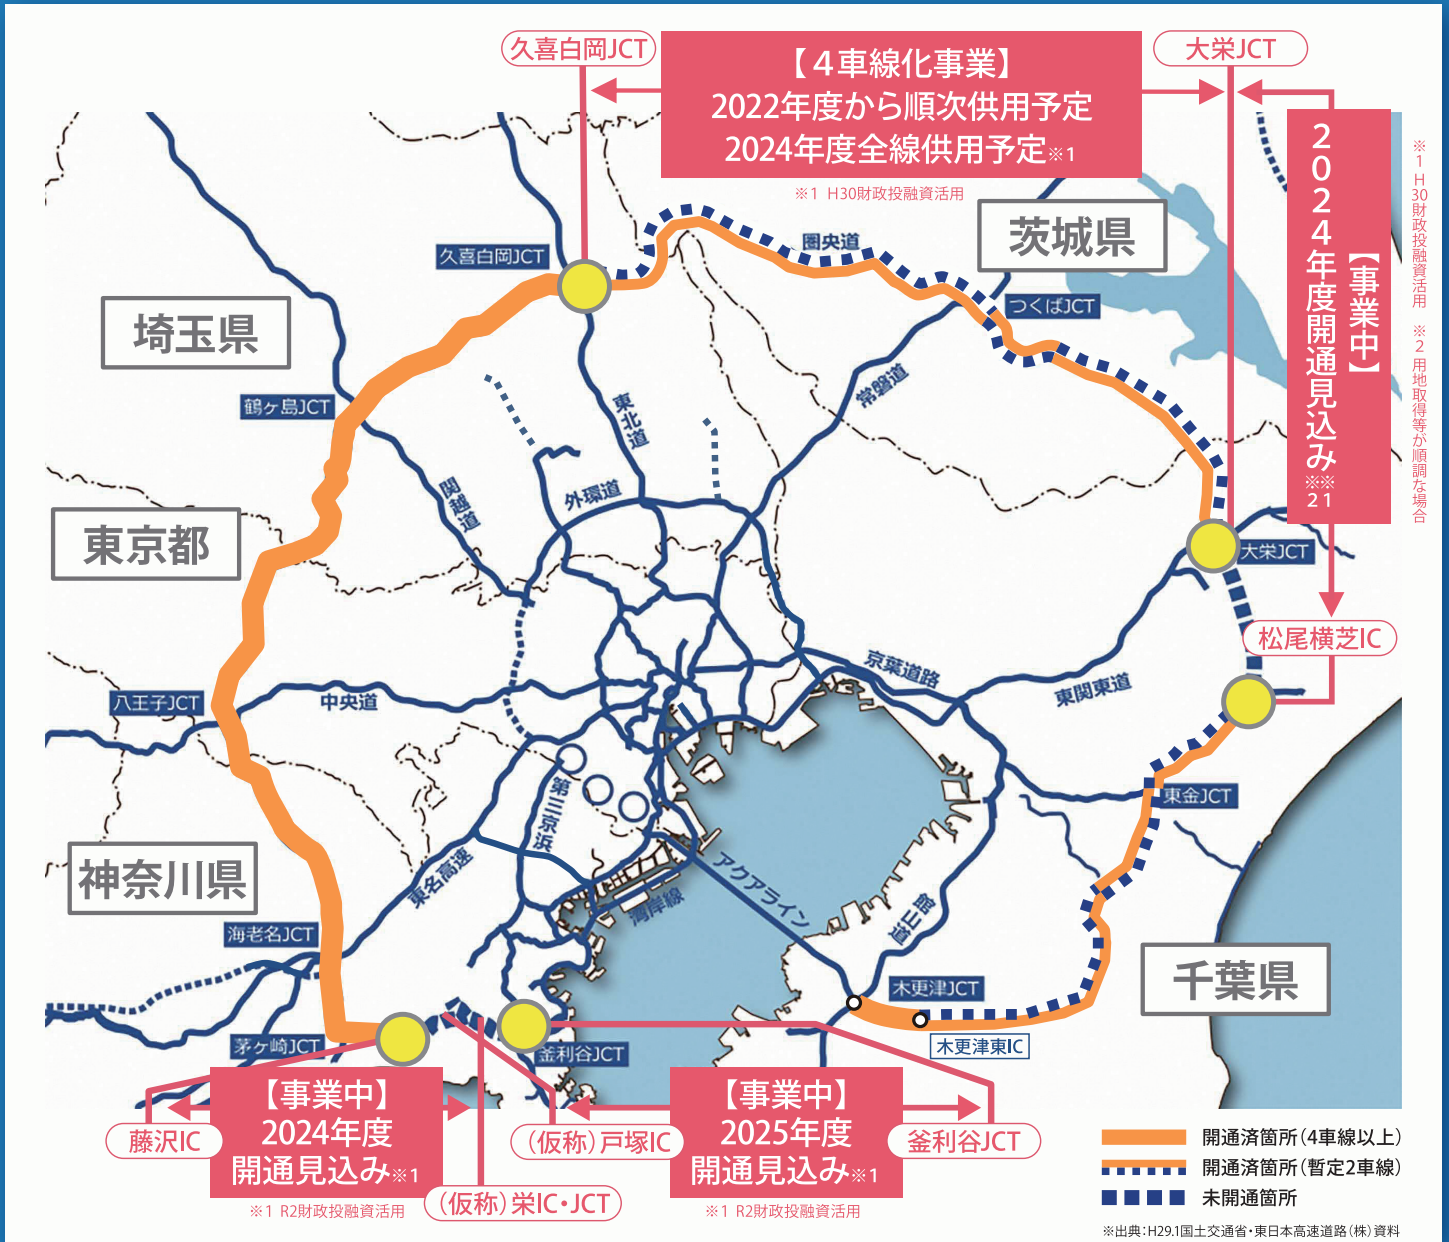 久喜白岡JCT
【４車線化事業】
2022年度から順次供用予定
2024年度全線供用予定※1
※1 H30財政投融資活用
大栄JCT
【事業中】
２０２４年度開通見込み※1※2
※1 H30財政投融資活用 ※2 用地取得等が順調な場合
茨城県
圏央道
久喜白岡JCT
つくばJCT
埼玉県
鶴ヶ島JCT
東北道
常磐道
関越道
外環道
東京都
大栄JCT
松尾横芝IC
京葉道路
東関東道
八王子JCT
中央道
第三京浜
東金JCT
神奈川県
東名高速
アクアライン
湾岸線
館山道
海老名JCT
千葉県
木更津JCT
木更津東IC
茅ヶ崎JCT
釜利谷JCT
【事業中】
2024年度
開通見込み※1
※1 R2財政投融資活用
藤沢IC
(仮称)戸塚IC
(仮称)栄IC・JCT
【事業中】
2025年度
開通見込み※1
※1 R2財政投融資活用
釜利谷JCT
開通済箇所(4車線以上)
開通済箇所(暫定2車線)
未開通箇所
※出典：H29.1国土交通省・東日本高速道路(株)資料